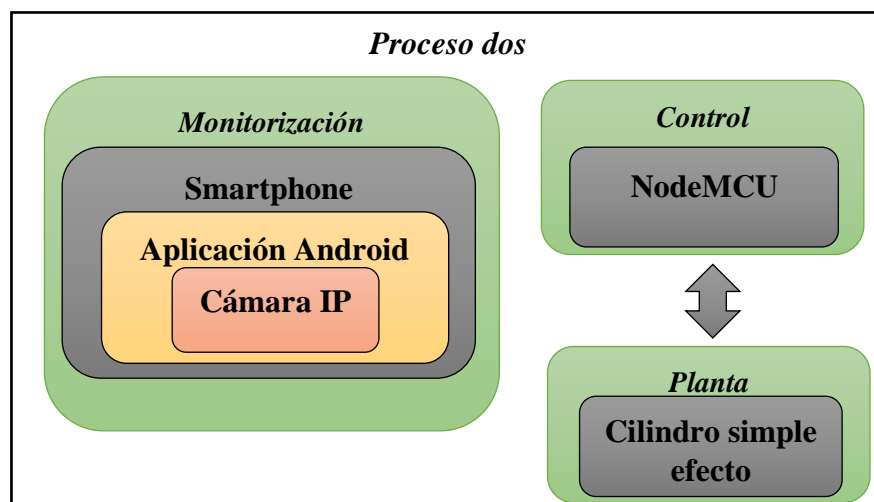 Proceso dos
Monitorización
Smartphone
Aplicación Android
Cámara IP
Control
NodeMCU
Planta
Cilindro simple
efecto